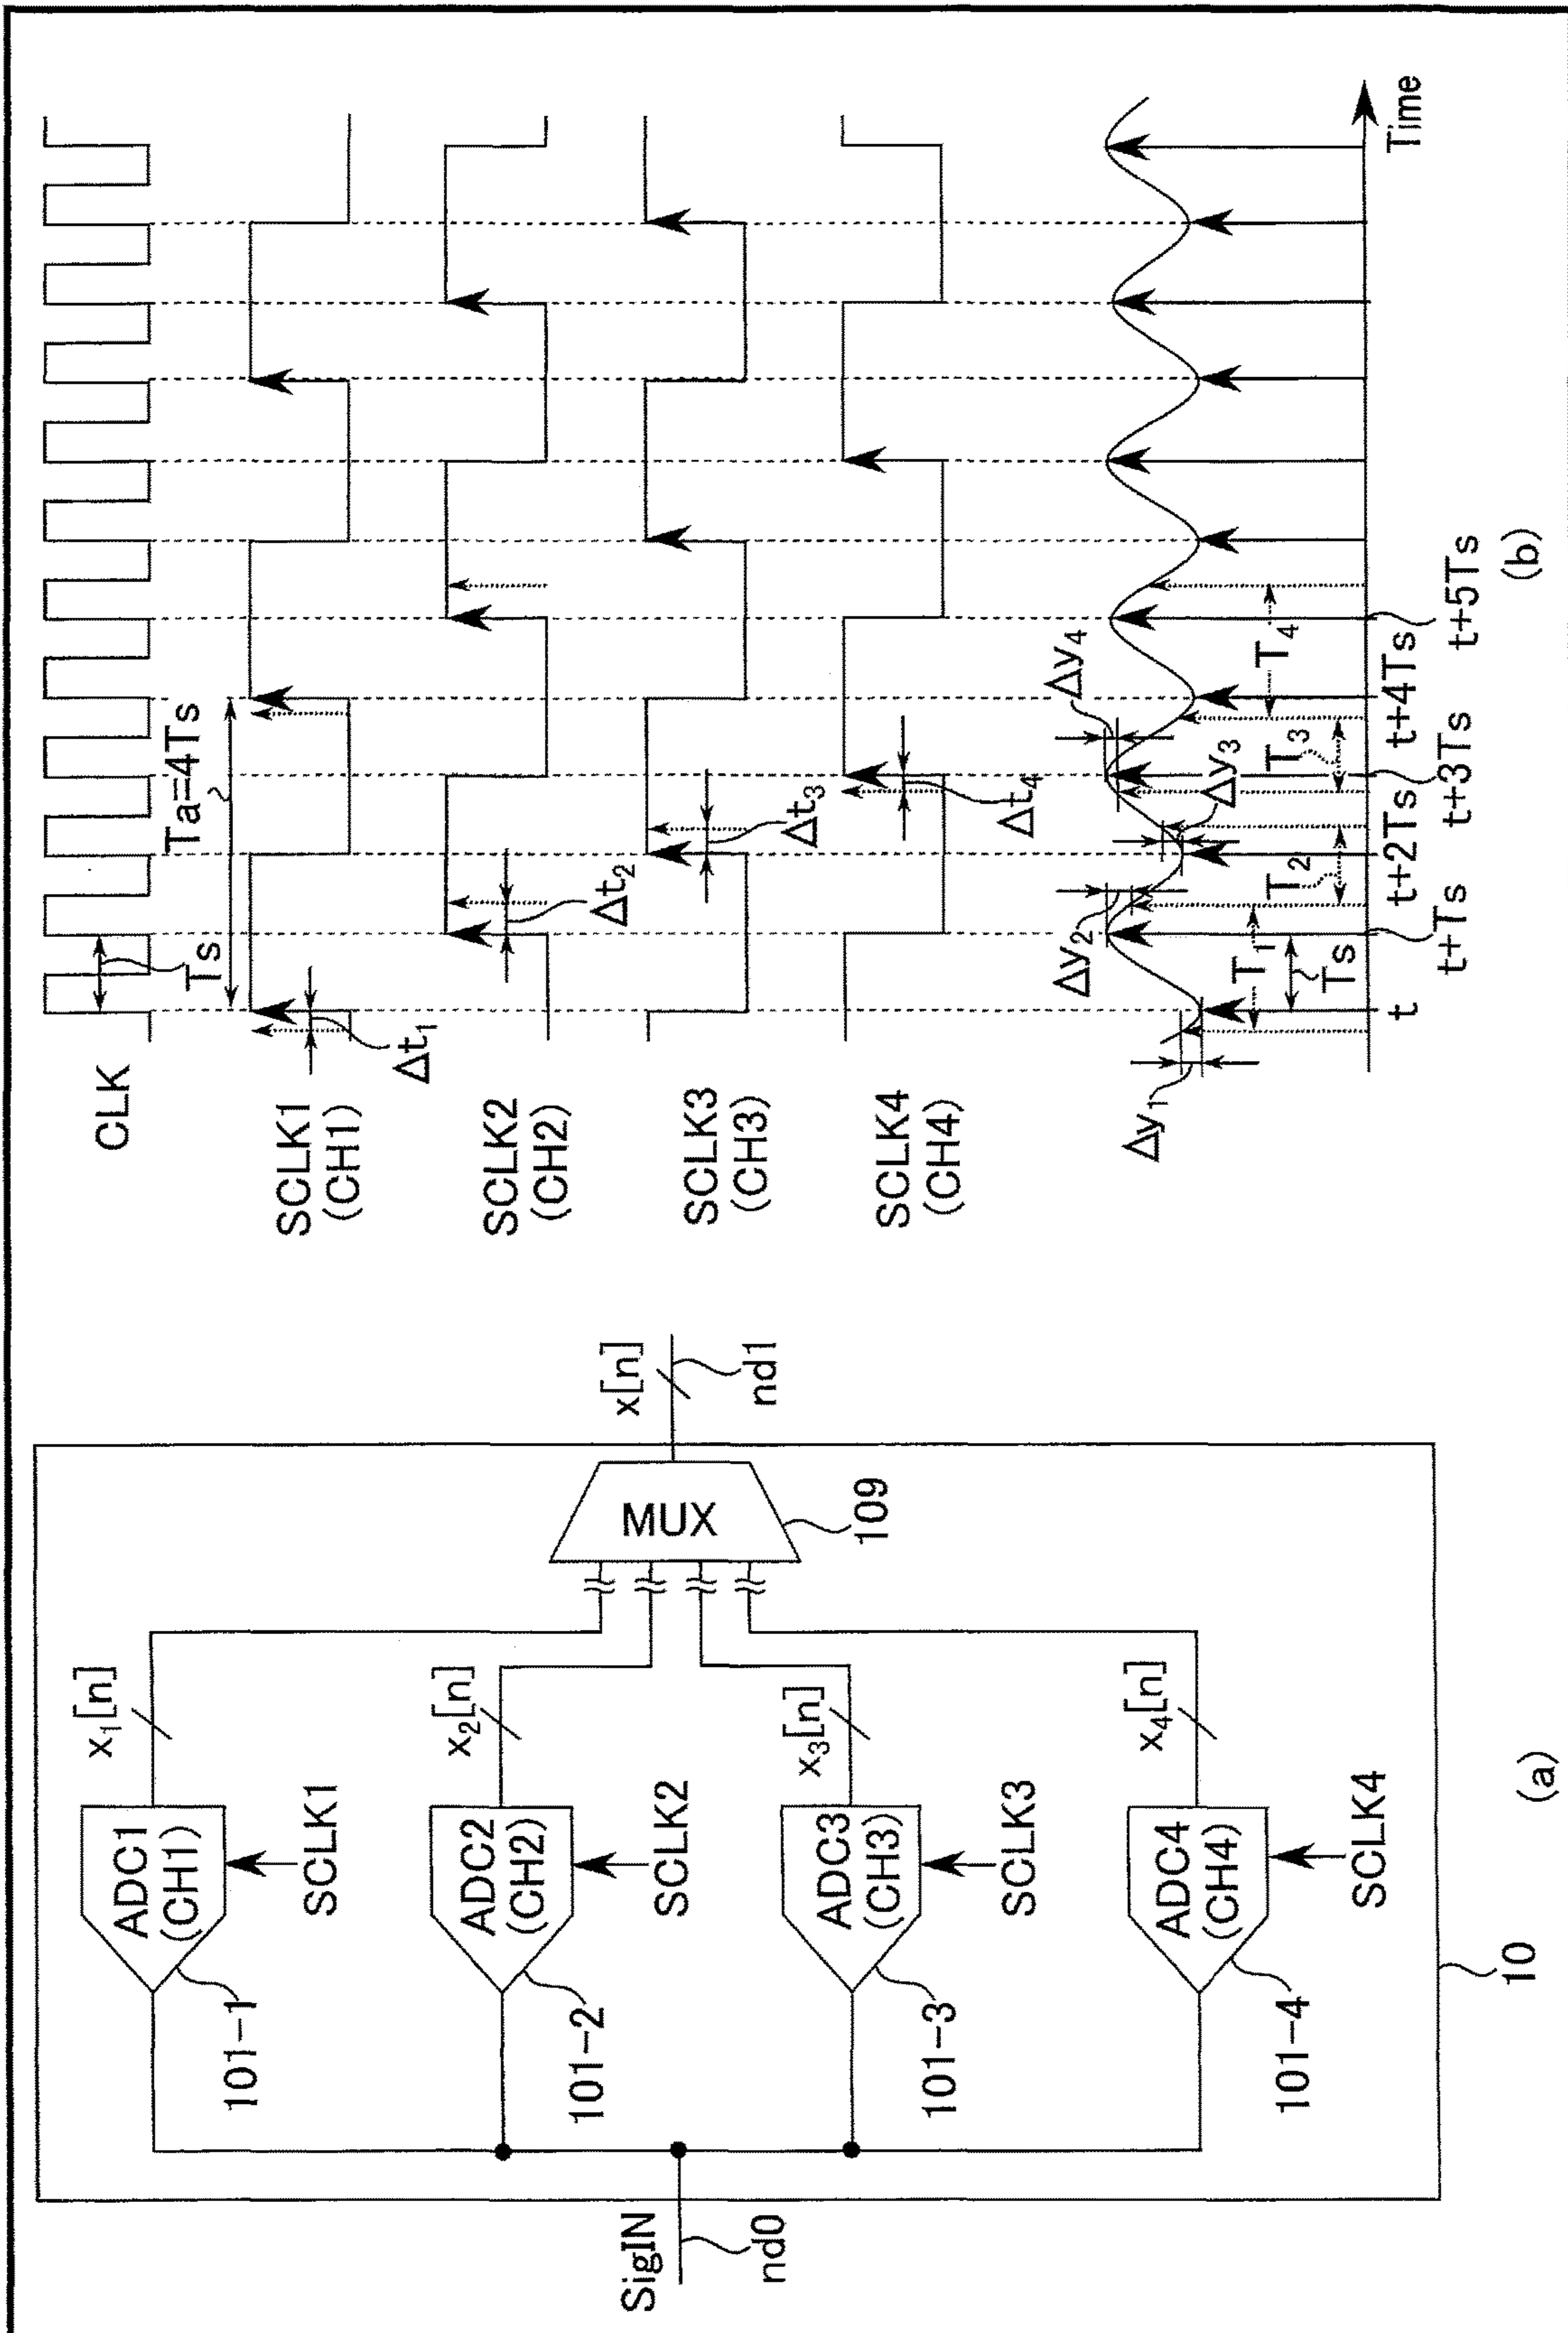 SigIN
nd0
101-1
ADC1
(CH1)
SCLK1
x1[n]
101-2
ADC2
(CH2)
SCLK2
x2[n]
101-3
ADC3
(CH3)
SCLK3
x3[n]
101-4
ADC4
(CH4)
SCLK4
x4[n]
MUX
109
x[n]
nd1
10
(a)
CLK
Ts
SCLK1
(CH1)
Ta=4Ts
Δt1
SCLK2
(CH2)
Δt2
SCLK3
(CH3)
Δt3
SCLK4
(CH4)
Δt4
Δy1
Δy2
Δy3
Δy4
T1
T2
T3
T4
Ts
t
t+Ts
t+2Ts
t+3Ts
t+4Ts
t+5Ts
Time
(b)